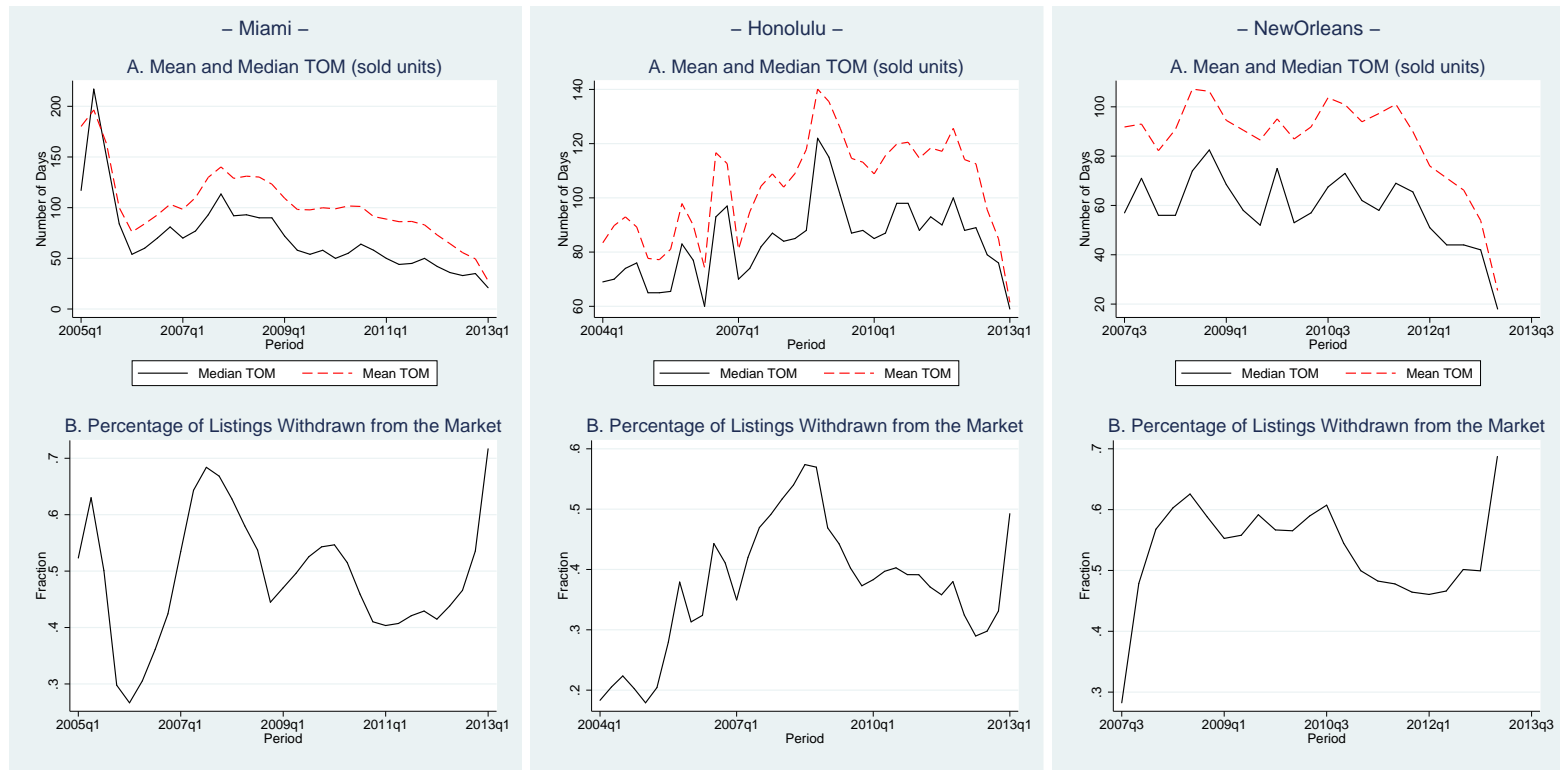 – Miami –
A. Mean and Median TOM (sold units)
Number of Days
200
150
100
50
0
2005q1 2007q1 2009q1 2011q1 2013q1
Period
Median TOM Mean TOM
B. Percentage of Listings Withdrawn from the Market
Fraction
.7
.6
.5
.4
.3
2005q1 2007q1 2009q1 2011q1 2013q1
Period
– Honolulu –
A. Mean and Median TOM (sold units)
Number of Days
140
120
100
80
60
2004q1 2007q1 2010q1 2013q1
Period
Median TOM Mean TOM
B. Percentage of Listings Withdrawn from the Market
Fraction
.6
.5
.4
.3
.2
2004q1 2007q1 2010q1 2013q1
Period
– NewOrleans –
A. Mean and Median TOM (sold units)
Number of Days
100
80
60
40
20
2007q3 2009q1 2010q3 2012q1 2013q3
Period
Median TOM Mean TOM
B. Percentage of Listings Withdrawn from the Market
Fraction
.7
.6
.5
.4
.3
2007q3 2009q1 2010q3 2012q1 2013q3
Period